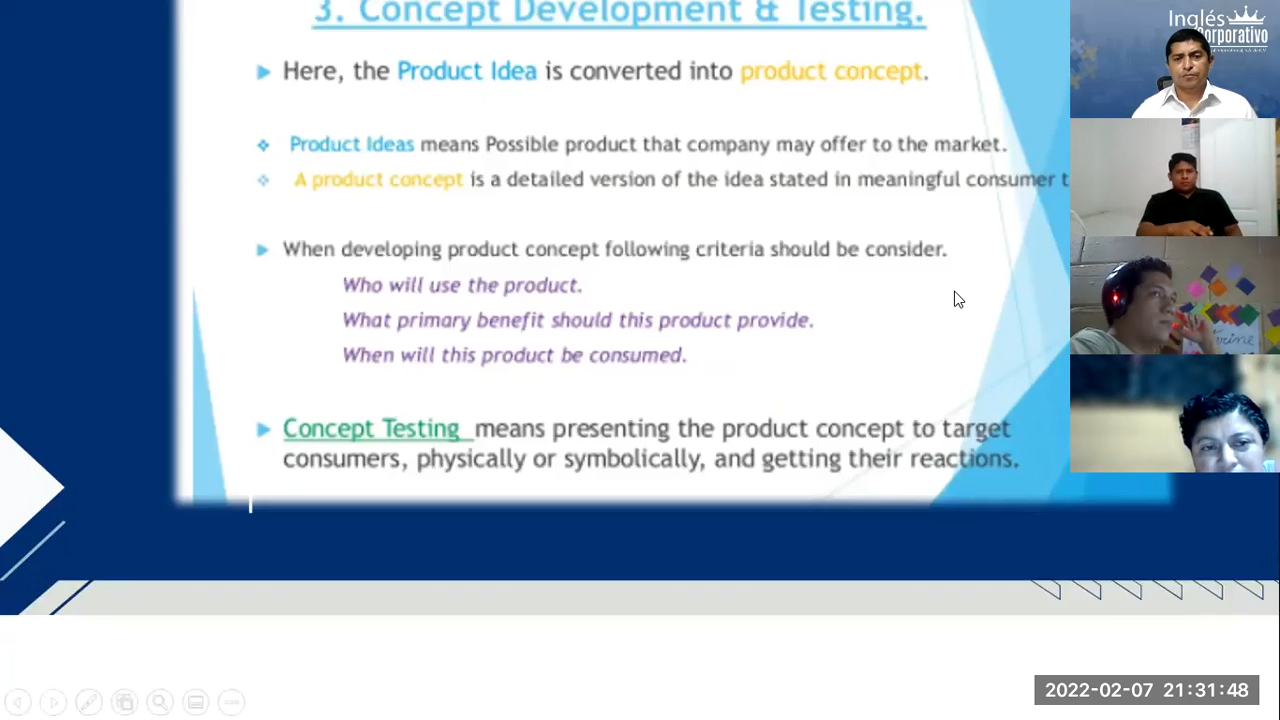 3. Concept Development & Testing.
Here, the Product Idea is converted into product concept.
Product Ideas means Possible product that company may offer to the market.
A product concept is a detailed version of the idea stated in meaningful consumer t
When developing product concept following criteria should be consider.
Who will use the product.
What primary benefit should this product provide.
When will this product be consumed.
Concept Testing means presenting the product concept to target
consumers, physically or symbolically, and getting their reactions.
Inglés
Corporativo
2022-02-07 21:31:48